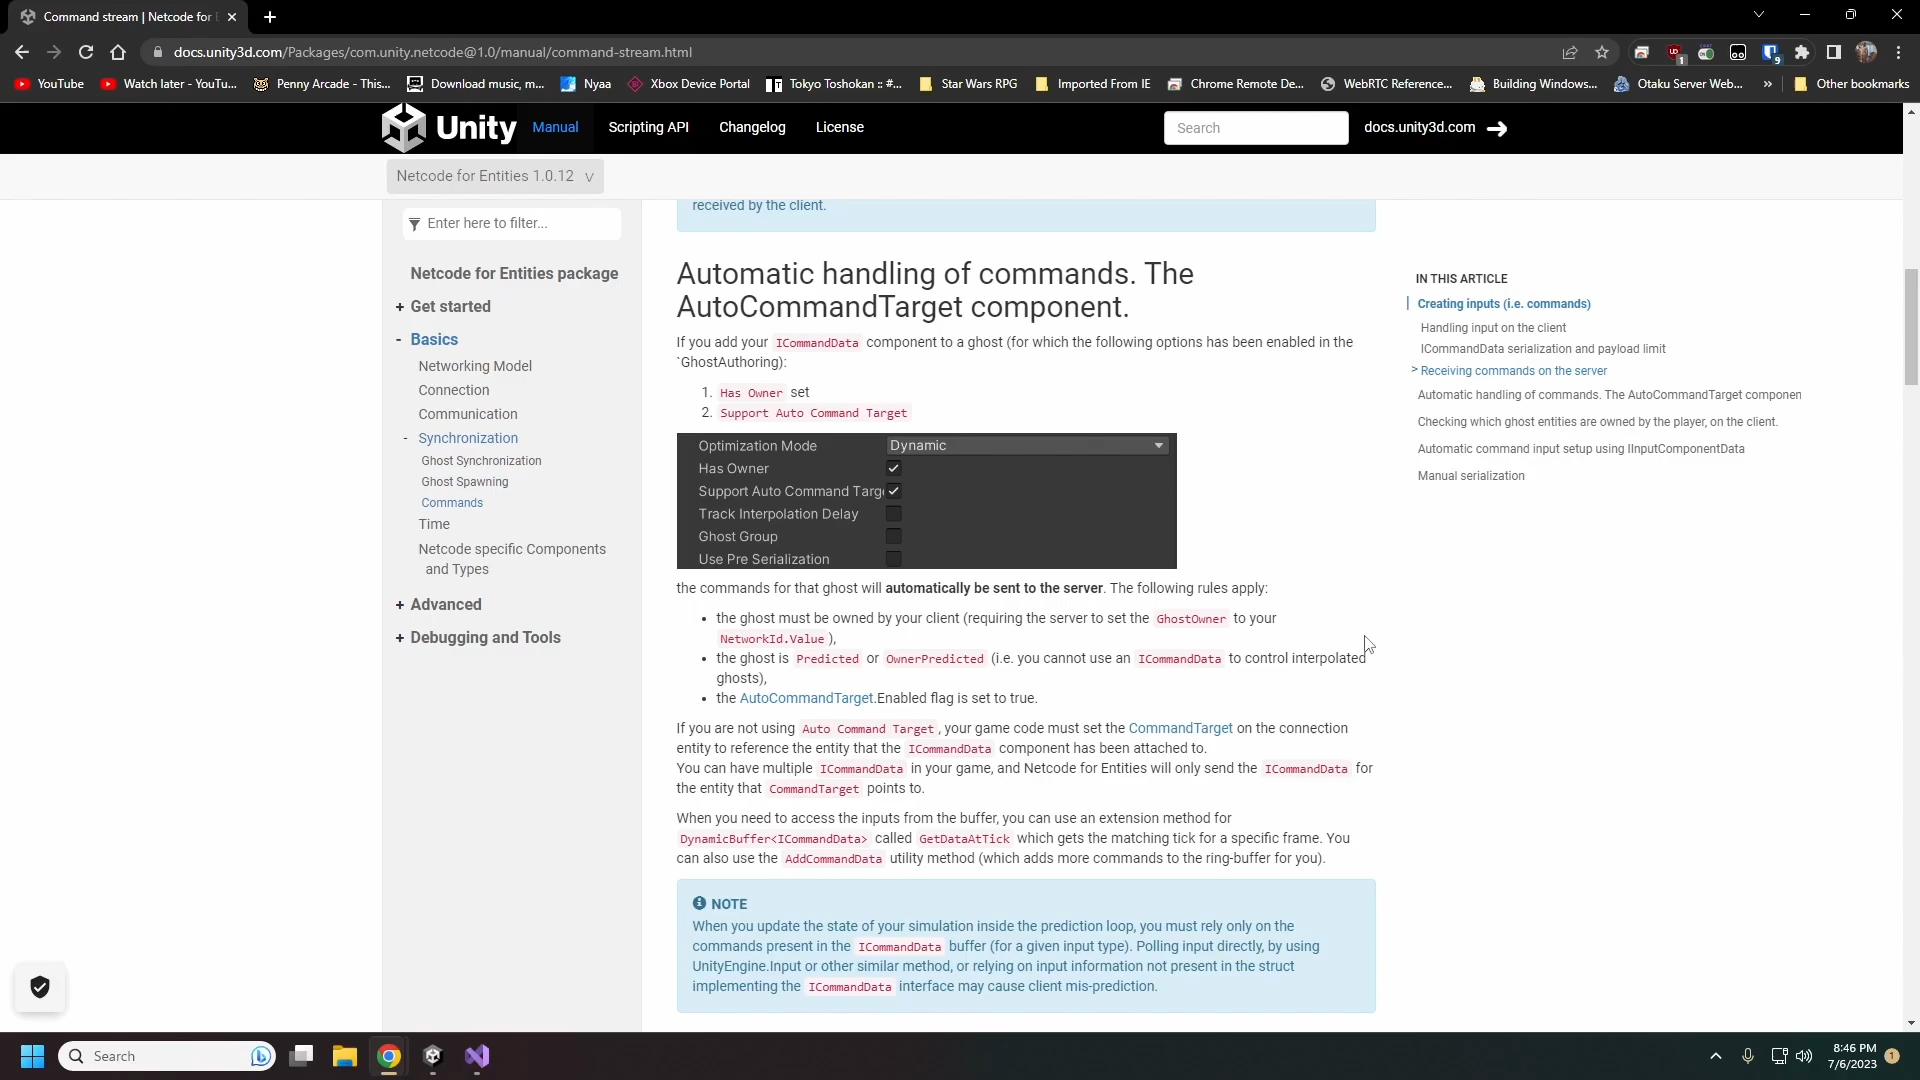 Command stream | Netcode for E
docs.unity3d.com/Packages/com.unity.netcode@1.0/manual/command-stream.html
1
9
YouTube
Watch later - YouTu...
Penny Arcade - This...
Download music, m...
Nyaa
Xbox Device Portal
Tokyo Toshokan :: #...
Star Wars RPG
Imported From IE
Chrome Remote De...
WebRTC Reference...
Building Windows...
Otaku Server Web...
»
Other bookmarks
Unity
Manual
Scripting API
Changelog
License
Search
docs.unity3d.com
Netcode for Entities 1.0.12
Enter here to filter...
Netcode for Entities package
+ Get started
- Basics
Networking Model
Connection
Communication
- Synchronization
Ghost Synchronization
Ghost Spawning
Commands
Time
Netcode specific Components
and Types
+ Advanced
+ Debugging and Tools
received by the client.
Automatic handling of commands. The
AutoCommandTarget component.
If you add your ICommandData component to a ghost (for which the following options has been enabled in the
`GhostAuthoring):
1. Has Owner set
2. Support Auto Command Target
Optimization Mode Dynamic
Has Owner
Support Auto Command Targ
Track Interpolation Delay
Ghost Group
Use Pre Serialization
the commands for that ghost will automatically be sent to the server. The following rules apply:
• the ghost must be owned by your client (requiring the server to set the GhostOwner to your
NetworkId.Value ),
• the ghost is Predicted or OwnerPredicted (i.e. you cannot use an ICommandData to control interpolated
ghosts),
• the AutoCommandTarget.Enabled flag is set to true.
If you are not using Auto Command Target , your game code must set the CommandTarget on the connection
entity to reference the entity that the ICommandData component has been attached to.
You can have multiple ICommandData in your game, and Netcode for Entities will only send the ICommandData for
the entity that CommandTarget points to.
When you need to access the inputs from the buffer, you can use an extension method for
DynamicBuffer<ICommandData> called GetDataAtTick which gets the matching tick for a specific frame. You
can also use the AddCommandData utility method (which adds more commands to the ring-buffer for you).
NOTE
When you update the state of your simulation inside the prediction loop, you must rely only on the
commands present in the ICommandData buffer (for a given input type). Polling input directly, by using
UnityEngine.Input or other similar method, or relying on input information not present in the struct
implementing the ICommandData interface may cause client mis-prediction.
IN THIS ARTICLE
Creating inputs (i.e. commands)
Handling input on the client
ICommandData serialization and payload limit
> Receiving commands on the server
Automatic handling of commands. The AutoCommandTarget componen
Checking which ghost entities are owned by the player, on the client.
Automatic command input setup using IInputComponentData
Manual serialization
Search
8:46 PM
7/6/2023
1